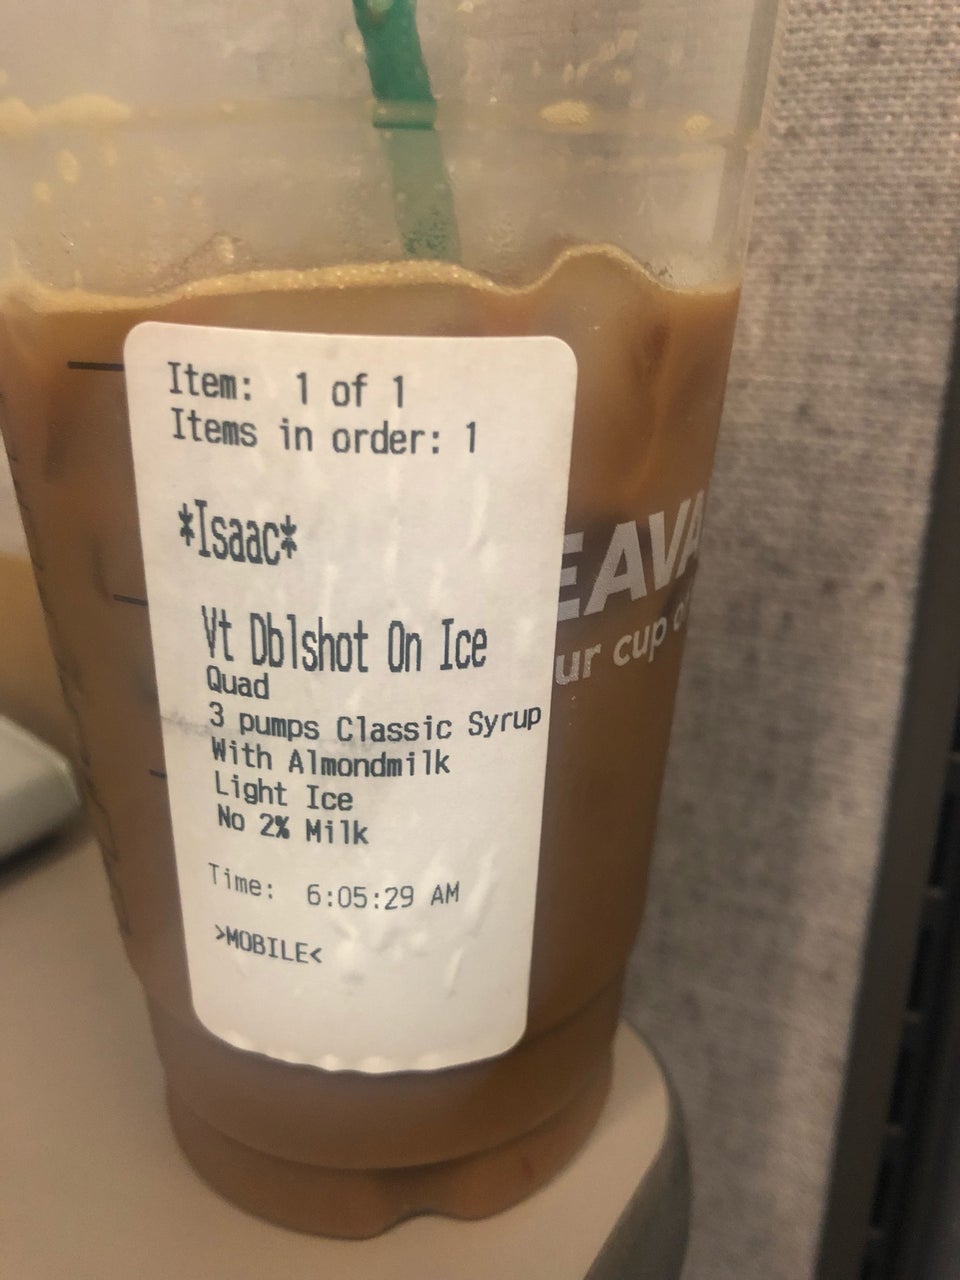 Item: 1 of 1
Items in order: 1
*Isaac*
Vt Dblshot On Ice
Quad
3 pumps Classic Syrup
With Almondmilk
Light Ice
No 2% Milk
Time: 6:05:29 AM
>MOBILE<
EAVA
ur cup